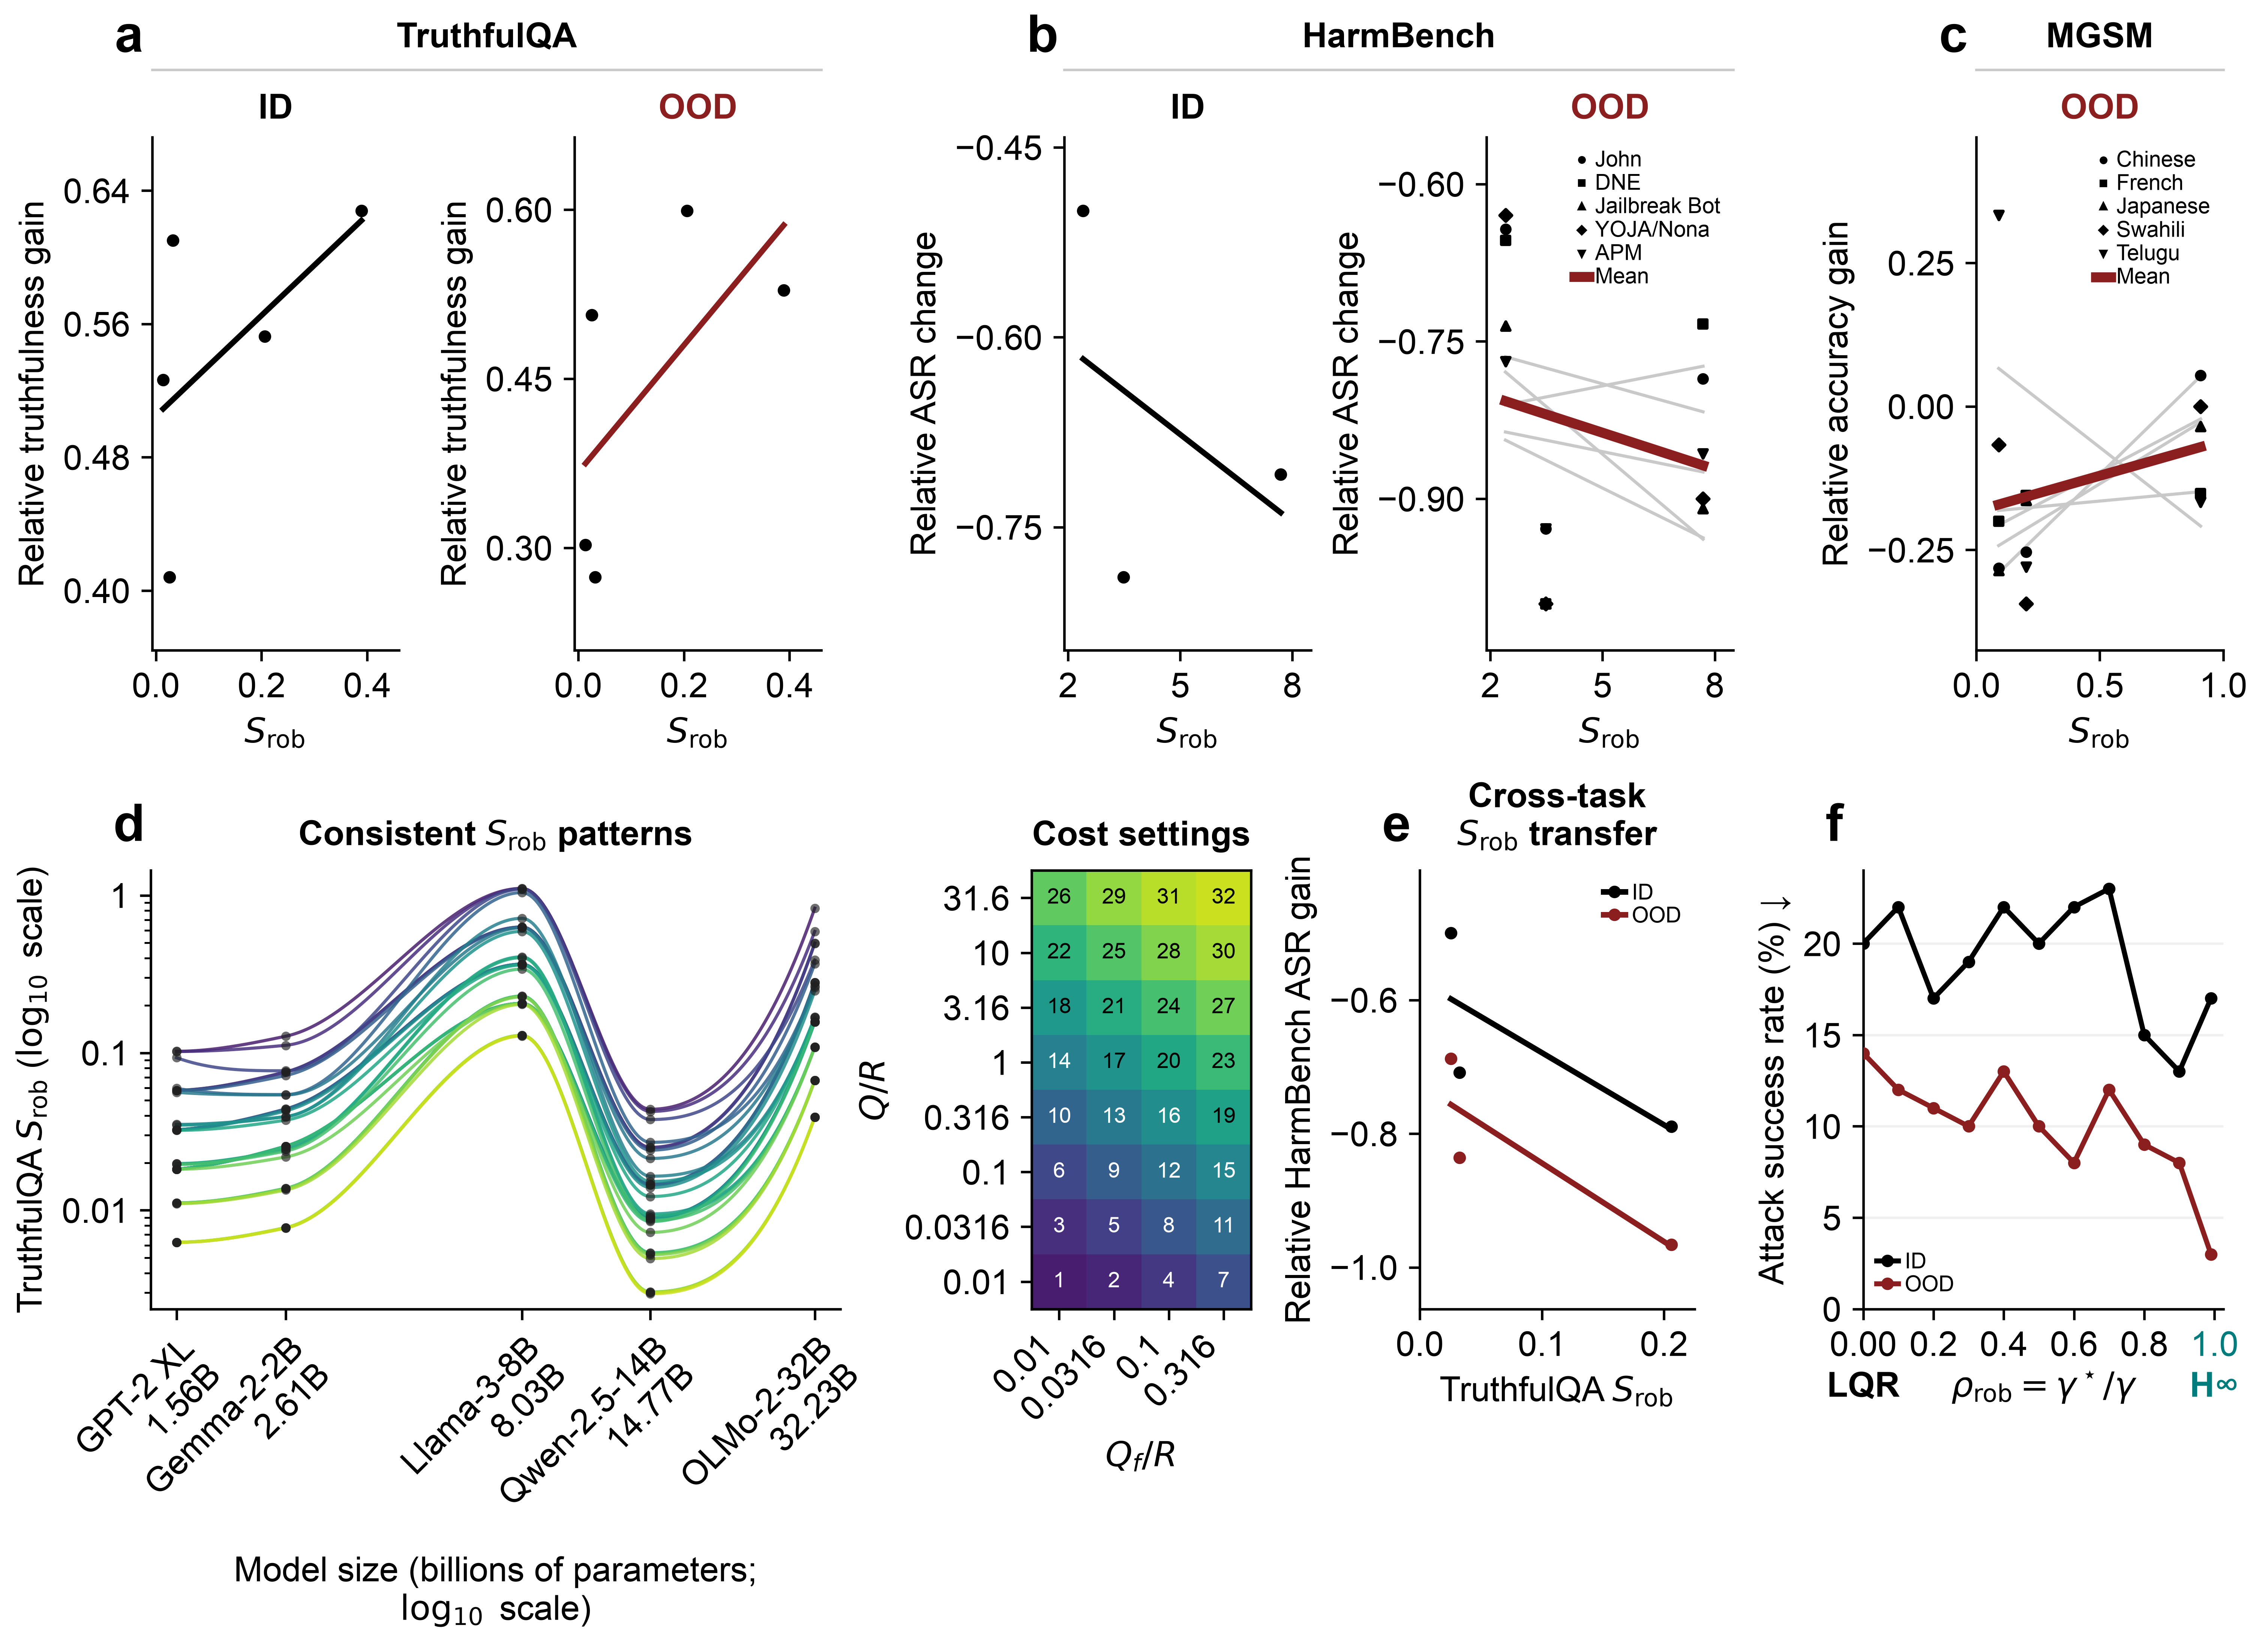 a
TruthfulQA
ID
Relative truthfulness gain
0.64
0.56
0.48
0.40
0.0
0.2
0.4
S_rob
OOD
Relative truthfulness gain
0.60
0.45
0.30
0.0
0.2
0.4
S_rob
b
HarmBench
ID
Relative ASR change
−0.45
−0.60
−0.75
2
5
8
S_rob
OOD
Relative ASR change
−0.60
−0.75
−0.90
John
DNE
Jailbreak Bot
YOJA/Nona
APM
Mean
2
5
8
S_rob
c
MGSM
OOD
Relative accuracy gain
0.25
0.00
−0.25
Chinese
French
Japanese
Swahili
Telugu
Mean
0.0
0.5
1.0
S_rob
d
Consistent S_rob patterns
TruthfulQA S_rob (log₁₀ scale)
1
0.1
0.01
GPT-2 XL
1.56B
Gemma-2-2B
2.61B
Llama-3-8B
8.03B
Qwen-2.5-14B
14.77B
OLMo-2-32B
32.23B
Model size (billions of parameters;
log₁₀ scale)
Cost settings
Q/R
31.6 26 29 31 32
10 22 25 28 30
3.16 18 21 24 27
1 14 17 20 23
0.316 10 13 16 19
0.1 6 9 12 15
0.0316 3 5 8 11
0.01 1 2 4 7
0.01
0.0316
0.1
0.316
Q_f/R
e
Cross-task
S_rob transfer
Relative HarmBench ASR gain
ID
OOD
−0.6
−0.8
−1.0
0.0
0.1
0.2
TruthfulQA S_rob
f
Attack success rate (%) ↓
20
15
10
5
0
ID
OOD
0.00
0.2
0.4
0.6
0.8
1.0
LQR
ρ_rob = γ*/γ
H∞